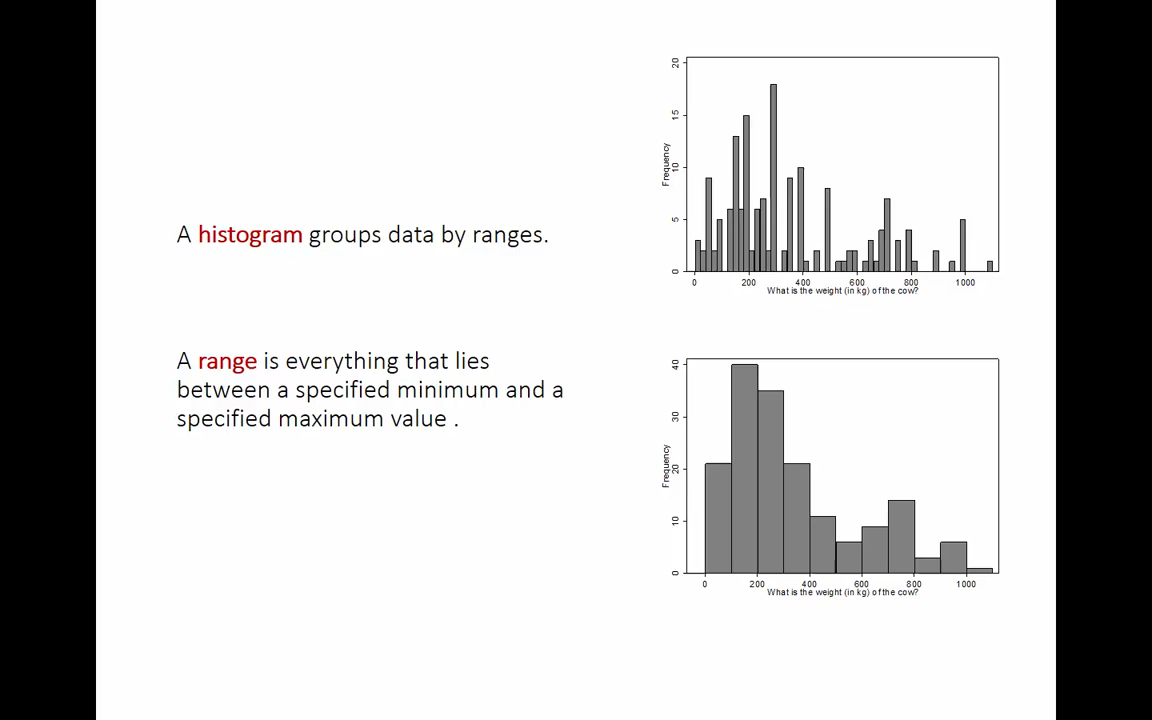 A histogram groups data by ranges.
A range is everything that lies
between a specified minimum and a
specified maximum value .
20
15
10
5
0
Frequency
0 200 400 600 800 1000
What is the weight (in kg) of the cow?
40
30
20
10
0
Frequency
0 200 400 600 800 1000
What is the weight (in kg) of the cow?